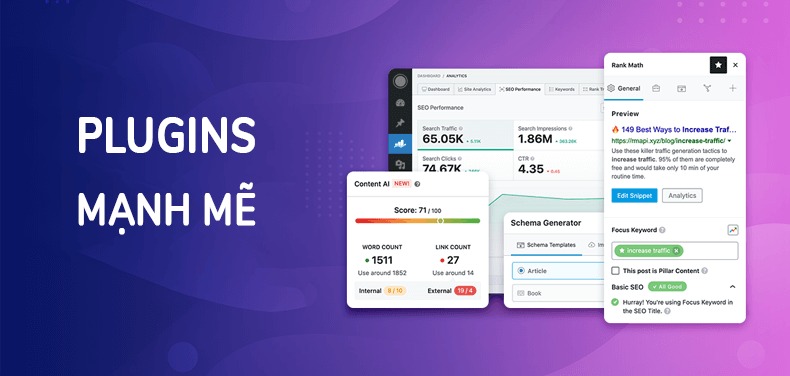 PLUGINS
MẠNH MẼ
DASHBOARD / ANALYTICS
Dashboard
Site Analytics
SEO Performance
Keywords
SEO Performance
Search Traffic
65.05K
5.11K
Search Impressions
1.86M
Search Clicks
74.67K
CTR
4.35
Content AI NEW!
Score: 71 / 100
WORD COUNT
1511
Use around 1852
LINK COUNT
27
Use around 14
Internal 8 / 10
External 19 / 4
Schema Generator
Schema Templates
Article
Book
Rank Math
General
Preview
149 Best Ways to Increase Traf...
https://rmapi.xyz/blog/increase-traffic/
Use these killer traffic generation tactics to
increase traffic. 95% of them are completely
free and would take only 10 min of your
routine time.
Edit Snippet
Analytics
Focus Keyword
increase traffic
This post is Pillar Content
Basic SEO
All Good
Hurray! You're using Focus Keyword in
the SEO Title.